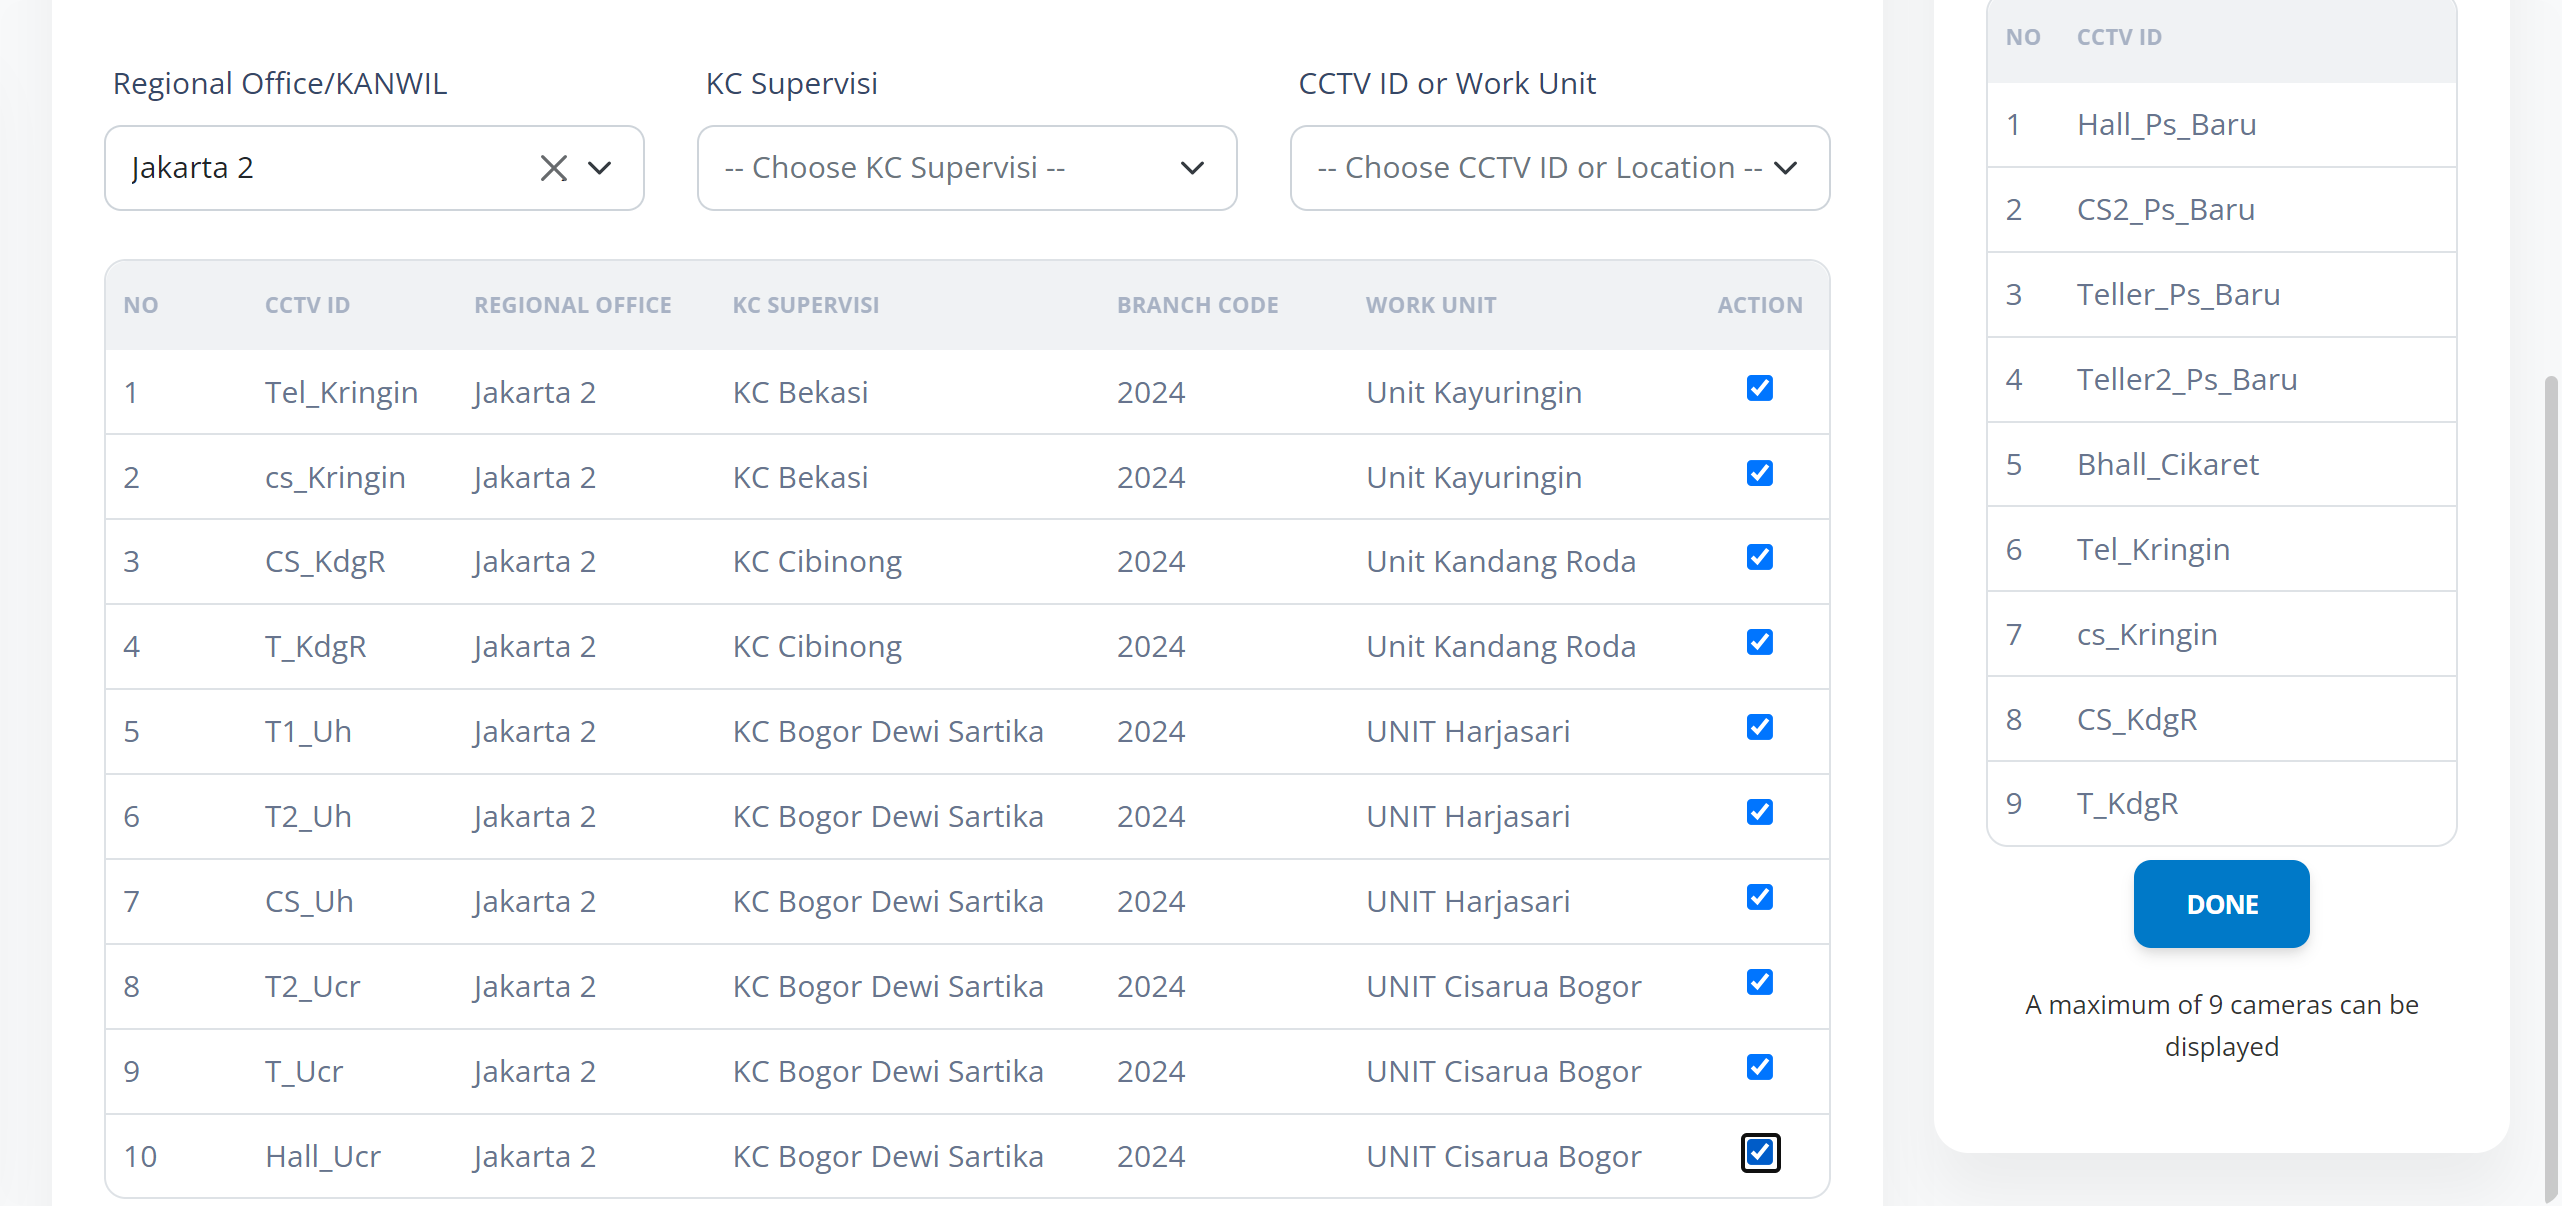 Regional Office/KANWIL KC Supervisi CCTV ID or Work Unit
Jakarta 2 -- Choose KC Supervisi -- -- Choose CCTV ID or Location --
NO CCTV ID REGIONAL OFFICE KC SUPERVISI BRANCH CODE WORK UNIT ACTION
1 Tel_Kringin Jakarta 2 KC Bekasi 2024 Unit Kayuringin
2 cs_Kringin Jakarta 2 KC Bekasi 2024 Unit Kayuringin
3 CS_KdgR Jakarta 2 KC Cibinong 2024 Unit Kandang Roda
4 T_KdgR Jakarta 2 KC Cibinong 2024 Unit Kandang Roda
5 T1_Uh Jakarta 2 KC Bogor Dewi Sartika 2024 UNIT Harjasari
6 T2_Uh Jakarta 2 KC Bogor Dewi Sartika 2024 UNIT Harjasari
7 CS_Uh Jakarta 2 KC Bogor Dewi Sartika 2024 UNIT Harjasari
8 T2_Ucr Jakarta 2 KC Bogor Dewi Sartika 2024 UNIT Cisarua Bogor
9 T_Ucr Jakarta 2 KC Bogor Dewi Sartika 2024 UNIT Cisarua Bogor
10 Hall_Ucr Jakarta 2 KC Bogor Dewi Sartika 2024 UNIT Cisarua Bogor
NO CCTV ID
1 Hall_Ps_Baru
2 CS2_Ps_Baru
3 Teller_Ps_Baru
4 Teller2_Ps_Baru
5 Bhall_Cikaret
6 Tel_Kringin
7 cs_Kringin
8 CS_KdgR
9 T_KdgR
DONE
A maximum of 9 cameras can be
displayed